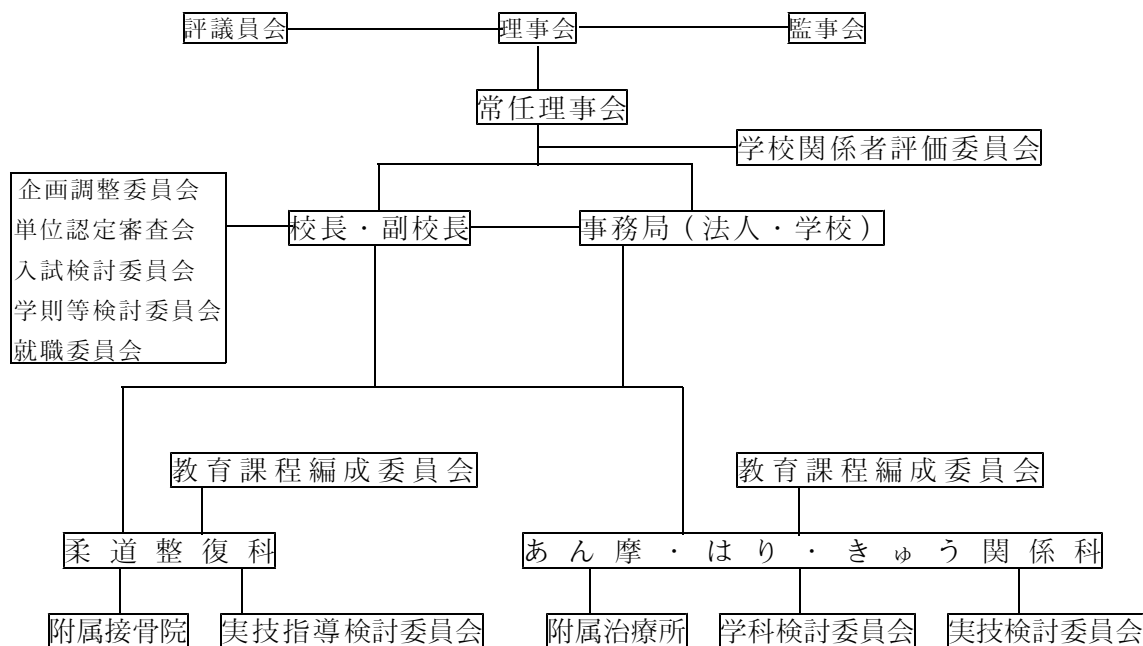 評議員会
理事会
監事会
常任理事会
学校関係者評価委員会
企画調整委員会
単位認定審査会
入試検討委員会
学則等検討委員会
就職委員会
校長・副校長
事務局（法人・学校）
教育課程編成委員会
教育課程編成委員会
柔道整復科
あん摩・はり・きゅう関係科
附属接骨院
実技指導検討委員会
附属治療所
学科検討委員会
実技検討委員会